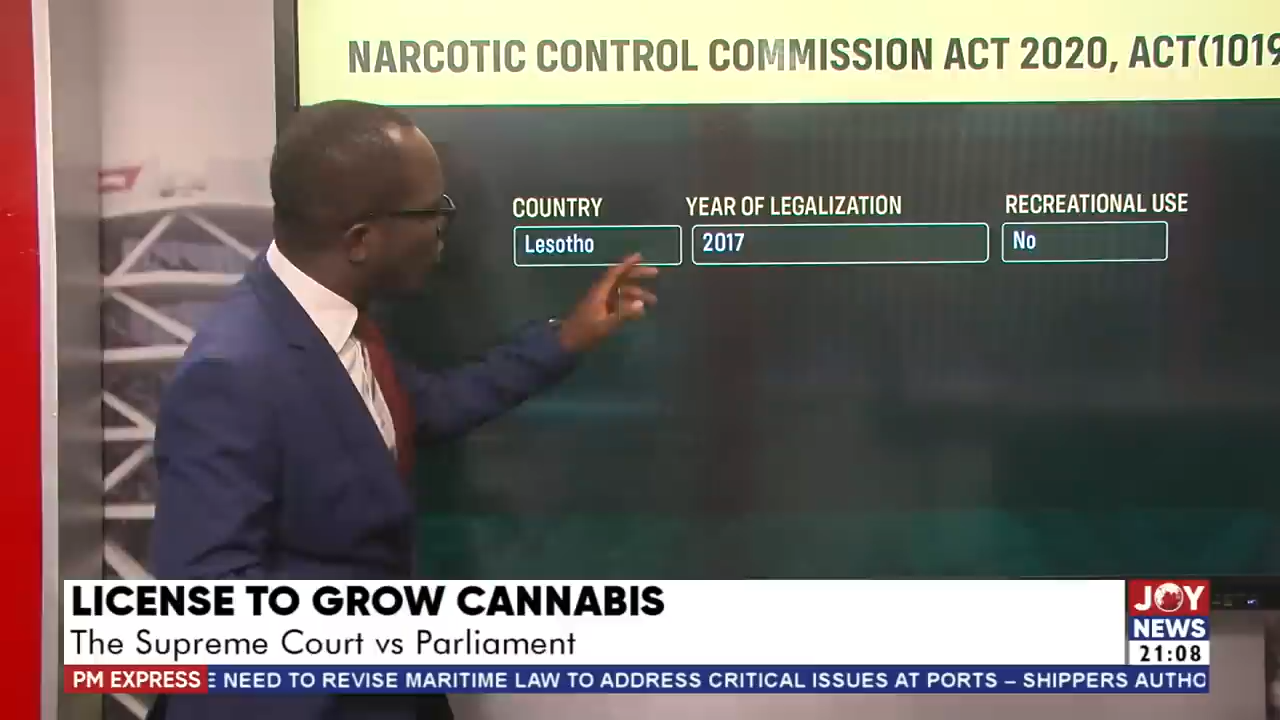 NARCOTIC CONTROL COMMISSION ACT 2020, ACT(1019
COUNTRY YEAR OF LEGALIZATION RECREATIONAL USE
Lesotho 2017 No
LICENSE TO GROW CANNABIS
The Supreme Court vs Parliament
JOY
NEWS
21:08
PM EXPRESS E NEED TO REVISE MARITIME LAW TO ADDRESS CRITICAL ISSUES AT PORTS – SHIPPERS AUTHO